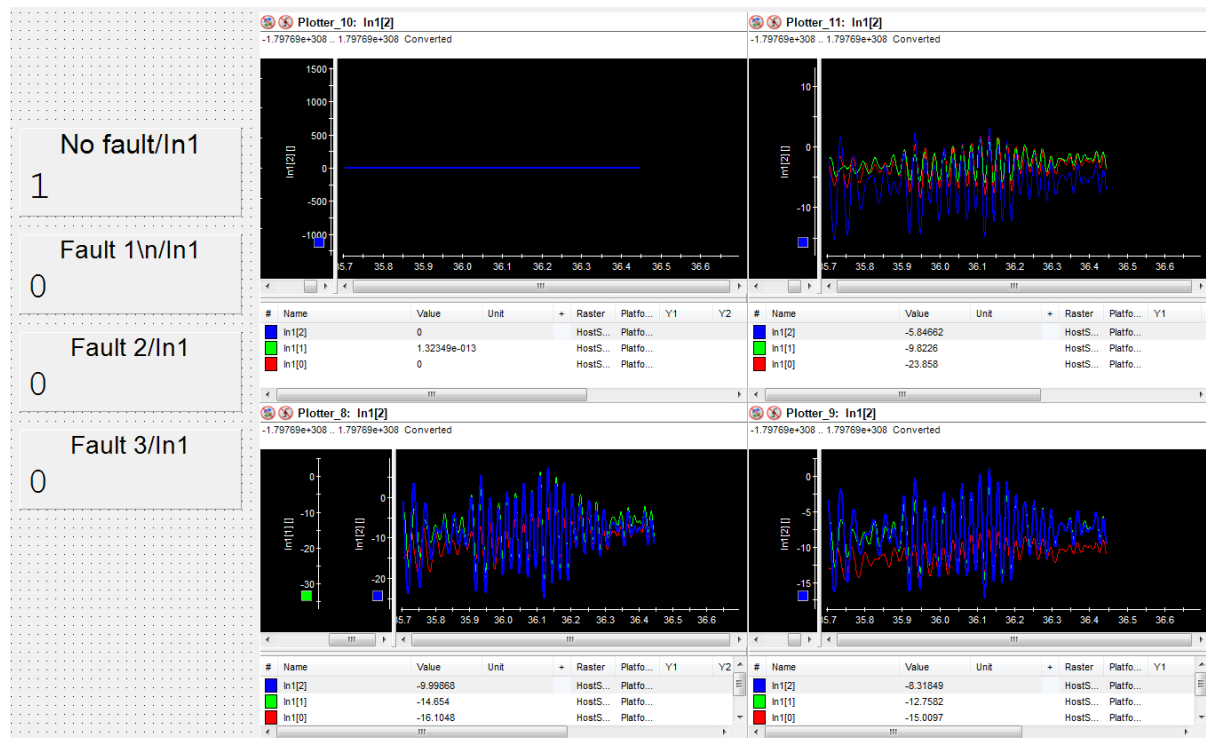 No fault/In1
1
Fault 1\n/In1
0
Fault 2/In1
0
Fault 3/In1
0
Plotter_10: In1[2]
-1.79769e+308 .. 1.79769e+308 Converted
In1[2] []
1500
1000
500
0
-500
-1000
5.7 35.8 35.9 36.0 36.1 36.2 36.3 36.4 36.5 36.6
# Name Value Unit + Raster Platfo... Y1 Y2
In1[2] 0 HostS... Platfo...
In1[1] 1.32349e-013 HostS... Platfo...
In1[0] 0 HostS... Platfo...
Plotter_11: In1[2]
-1.79769e+308 .. 1.79769e+308 Converted
In1[2] []
10
0
-10
5.7 35.8 35.9 36.0 36.1 36.2 36.3 36.4 36.5 36.6
# Name Value Unit + Raster Platfo... Y1
In1[2] -5.84662 HostS... Platfo...
In1[1] -9.8226 HostS... Platfo...
In1[0] -23.858 HostS... Platfo...
Plotter_8: In1[2]
-1.79769e+308 .. 1.79769e+308 Converted
In1[1] []
0
-10
-20
-30
In1[2] []
0
-10
-20
35.7 35.8 36.0 36.1 36.2 36.3 36.4 36.5 36.6
# Name Value Unit + Raster Platfo... Y1 Y2
In1[2] -9.99868 HostS... Platfo...
In1[1] -14.654 HostS... Platfo...
In1[0] -16.1048 HostS... Platfo...
Plotter_9: In1[2]
-1.79769e+308 .. 1.79769e+308 Converted
In1[2] []
0
-5
-10
-15
5.7 35.8 35.9 36.0 36.1 36.2 36.3 36.4 36.5 36.6
# Name Value Unit + Raster Platfo... Y1
In1[2] -8.31849 HostS... Platfo...
In1[1] -12.7582 HostS... Platfo...
In1[0] -15.0097 HostS... Platfo...